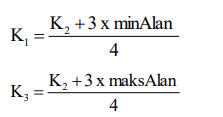 K₁ = (K₂ + 3 x minAlan) / 4
K₃ = (K₂ + 3 x maksAlan) / 4